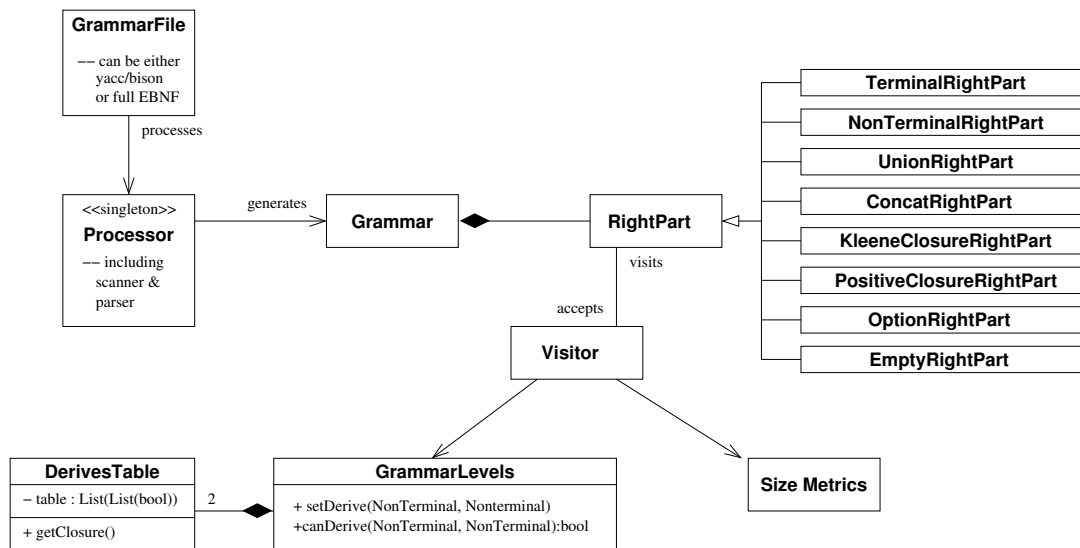 GrammarFile
−− can be either
yacc/bison
or full EBNF
processes
<<singleton>>
Processor
−− including
scanner &
parser
generates
Grammar
RightPart
visits
accepts
Visitor
TerminalRightPart
NonTerminalRightPart
UnionRightPart
ConcatRightPart
KleeneClosureRightPart
PositiveClosureRightPart
OptionRightPart
EmptyRightPart
DerivesTable
− table : List(List(bool))
+ getClosure()
2
GrammarLevels
+ setDerive(NonTerminal, Nonterminal)
+canDerive(NonTerminal, NonTerminal):bool
Size Metrics